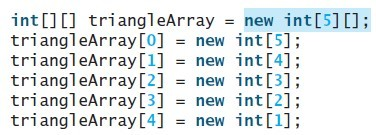 int[][] triangleArray = new int[5][];
triangleArray[0] = new int[5];
triangleArray[1] = new int[4];
triangleArray[2] = new int[3];
triangleArray[3] = new int[2];
triangleArray[4] = new int[1];